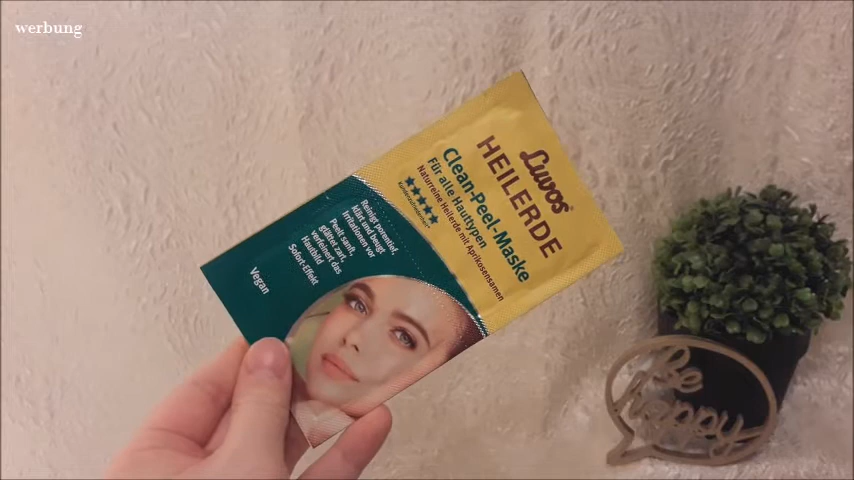 werbung
Luvos
HEILERDE
Clean-Peel-Maske
Für alle Hauttypen
Naturreine Heilerde mit Aprikosensamen
Reinigt porentief,
klärt und beugt
Irritationen vor
Peelt sanft,
glättet zart,
verfeinert das
Hautbild
Sofort-Effekt
Vegan
Be
happy